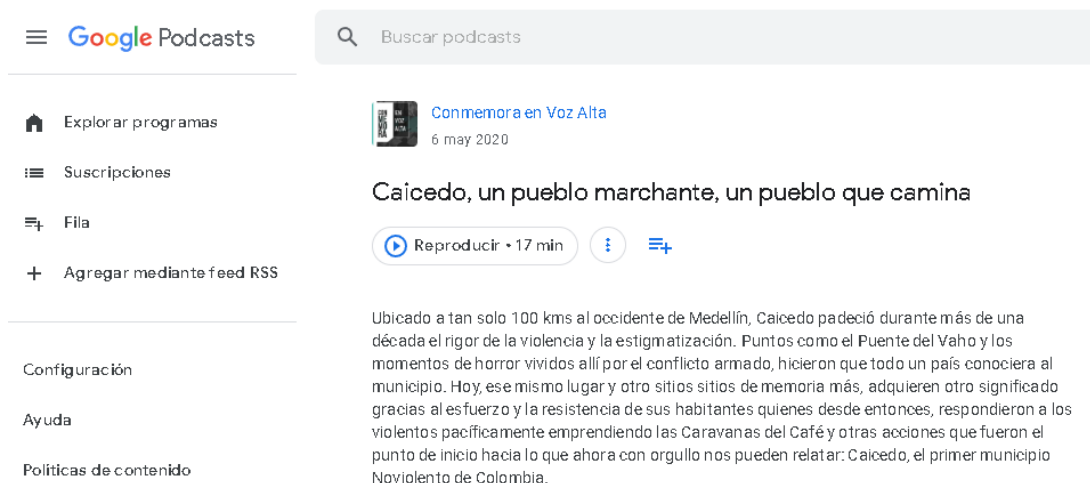 Google Podcasts
Buscar podcasts
Explorar programas
Suscripciones
Fila
Agregar mediante feed RSS
Configuración
Ayuda
Políticas de contenido
Conmemora en Voz Alta
6 may 2020
Caicedo, un pueblo marchante, un pueblo que camina
Reproducir • 17 min
Ubicado a tan solo 100 kms al occidente de Medellín, Caicedo padeció durante más de una
década el rigor de la violencia y la estigmatización. Puntos como el Puente del Vaho y los
momentos de horror vividos allí por el conflicto armado, hicieron que todo un país conociera al
municipio. Hoy, ese mismo lugar y otro sitios sitios de memoria más, adquieren otro significado
gracias al esfuerzo y la resistencia de sus habitantes quienes desde entonces, respondieron a los
violentos pacíficamente emprendiendo las Caravanas del Café y otras acciones que fueron el
punto de inicio hacia lo que ahora con orgullo nos pueden relatar: Caicedo, el primer municipio
Noviolento de Colombia.